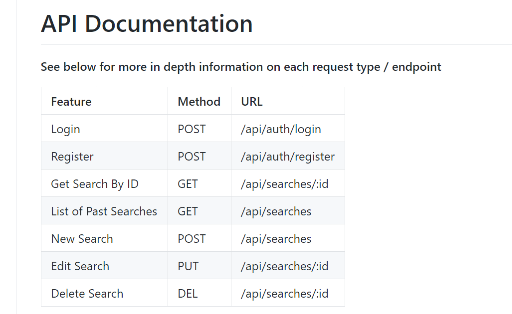 API Documentation
See below for more in depth information on each request type / endpoint
Feature Method URL
Login POST /api/auth/login
Register POST /api/auth/register
Get Search By ID GET /api/searches/:id
List of Past Searches GET /api/searches
New Search POST /api/searches
Edit Search PUT /api/searches/:id
Delete Search DEL /api/searches/:id